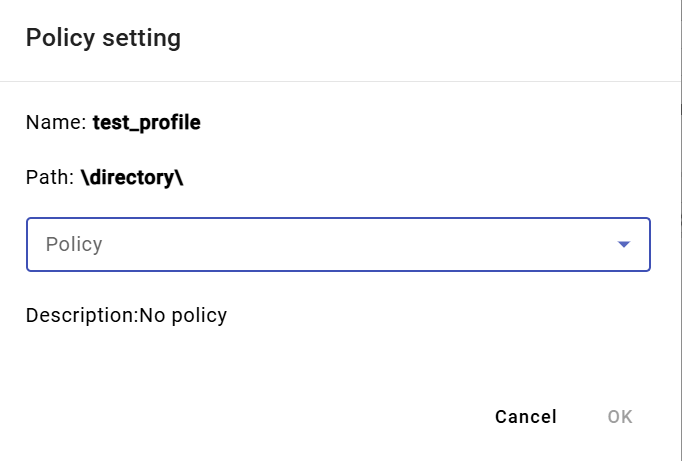 Policy setting
Name: test_profile
Path: \directory\
Policy
Description:No policy
Cancel OK